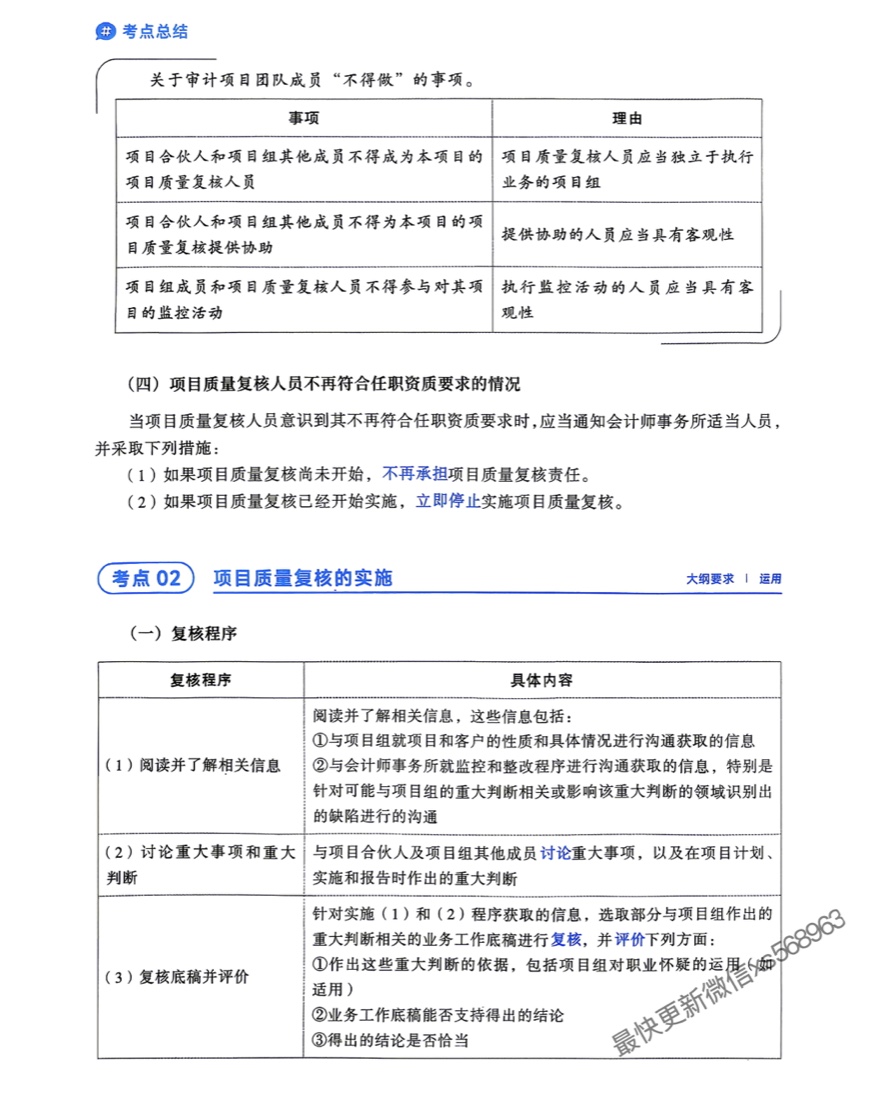 # 考点总结
关于审计项目团队成员“不得做”的事项。
事项
理由
项目合伙人和项目组其他成员不得成为本项目的
项目质量复核人员
项目质量复核人员应当独立于执行
业务的项目组
项目合伙人和项目组其他成员不得为本项目的项
目质量复核提供协助
提供协助的人员应当具有客观性
项目组成员和项目质量复核人员不得参与对其项
目的监控活动
执行监控活动的人员应当具有客
观性
（四）项目质量复核人员不再符合任职资质要求的情况
当项目质量复核人员意识到其不再符合任职资质要求时，应当通知会计师事务所适当人员，
并采取下列措施：
（1）如果项目质量复核尚未开始，不再承担项目质量复核责任。
（2）如果项目质量复核已经开始实施，立即停止实施项目质量复核。
考点 02 项目质量复核的实施 大纲要求 | 运用
（一）复核程序
复核程序
具体内容
（1）阅读并了解相关信息
阅读并了解相关信息，这些信息包括：
①与项目组就项目和客户的性质和具体情况进行沟通获取的信息
②与会计师事务所就监控和整改程序进行沟通获取的信息，特别是
针对可能与项目组的重大判断相关或影响该重大判断的领域识别出
的缺陷进行的沟通
（2）讨论重大事项和重大
判断
与项目合伙人及项目组其他成员讨论重大事项，以及在项目计划、
实施和报告时作出的重大判断
（3）复核底稿并评价
针对实施（1）和（2）程序获取的信息，选取部分与项目组作出的
重大判断相关的业务工作底稿进行复核，并评价下列方面：
①作出这些重大判断的依据，包括项目组对职业怀疑的运用（如
适用）
②业务工作底稿能否支持得出的结论
③得出的结论是否恰当
最快更新微信xs568963